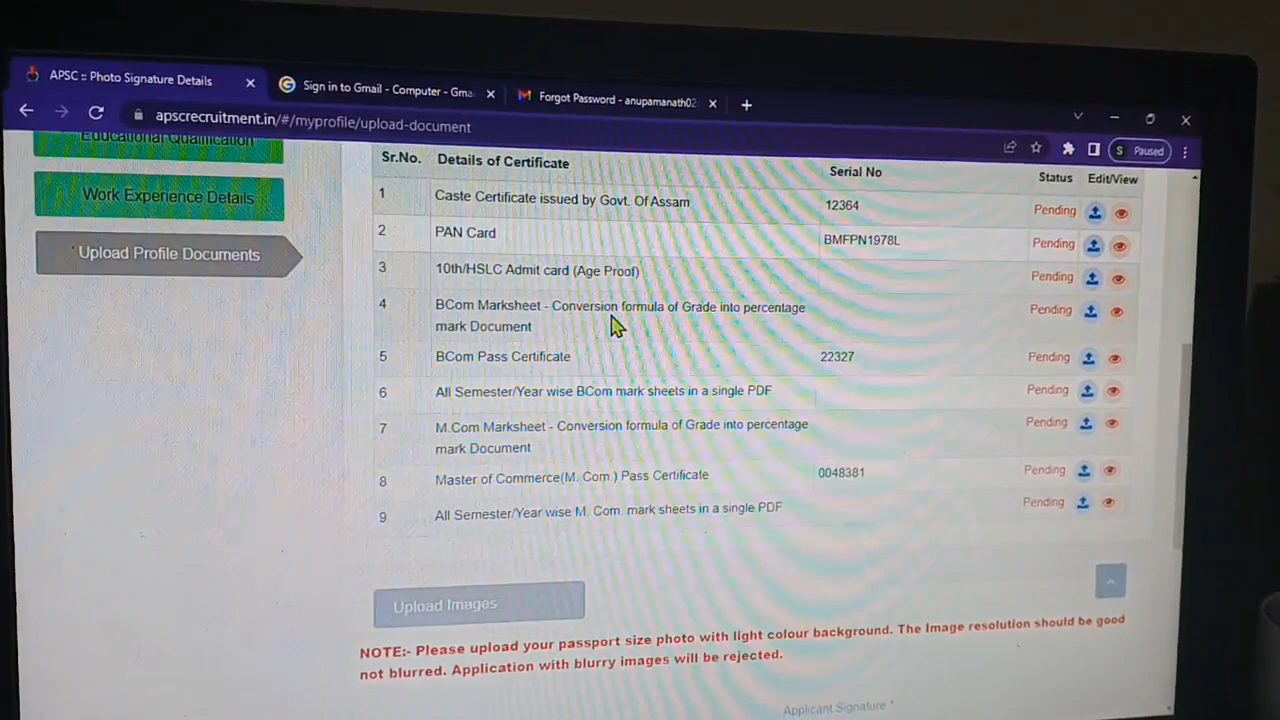 APSC :: Photo Signature Details
Sign in to Gmail - Computer - Gma
Forgot Password - anupamanath02
apscrecruitment.in/#/myprofile/upload-document
S Paused
Educational Qualification
Work Experience Details
Upload Profile Documents
Sr.No. Details of Certificate Serial No Status Edit/View
1 Caste Certificate issued by Govt. Of Assam 12364 Pending
2 PAN Card BMFPN1978L Pending
3 10th/HSLC Admit card (Age Proof) Pending
4 BCom Marksheet - Conversion formula of Grade into percentage Pending
mark Document
5 BCom Pass Certificate 22327 Pending
6 All Semester/Year wise BCom mark sheets in a single PDF Pending
7 M.Com Marksheet - Conversion formula of Grade into percentage Pending
mark Document
8 Master of Commerce(M. Com.) Pass Certificate 0048381 Pending
9 All Semester/Year wise M. Com. mark sheets in a single PDF Pending
Upload Images
NOTE:- Please upload your passport size photo with light colour background. The Image resolution should be good
not blurred. Application with blurry images will be rejected.
Applicant Signature *